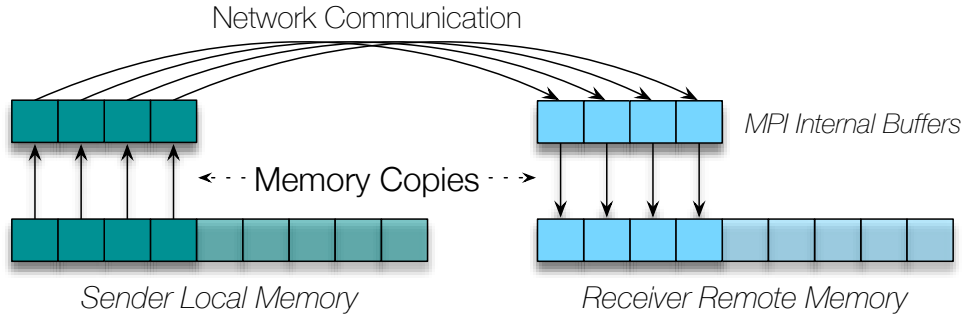 Network Communication
MPI Internal Buffers
Memory Copies
Sender Local Memory
Receiver Remote Memory